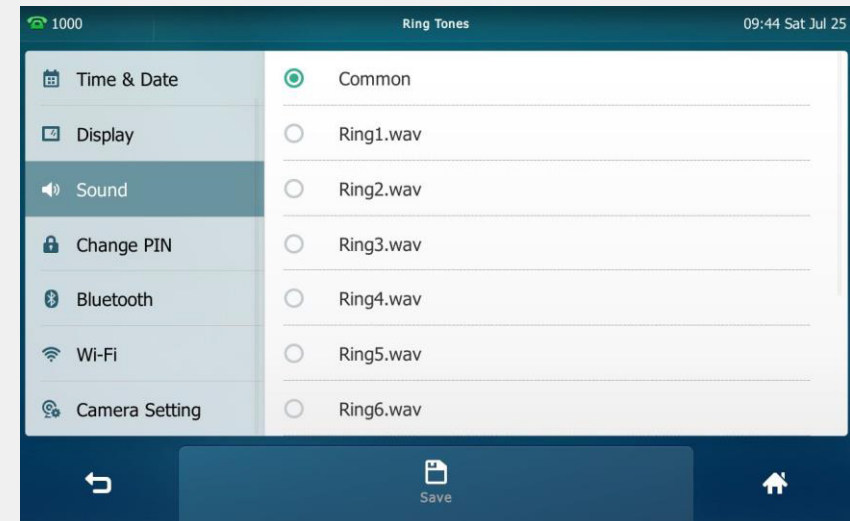 1000
Ring Tones
09:44 Sat Jul 25
Time & Date
Display
Sound
Change PIN
Bluetooth
Wi-Fi
Camera Setting
Common
Ring1.wav
Ring2.wav
Ring3.wav
Ring4.wav
Ring5.wav
Ring6.wav
Save